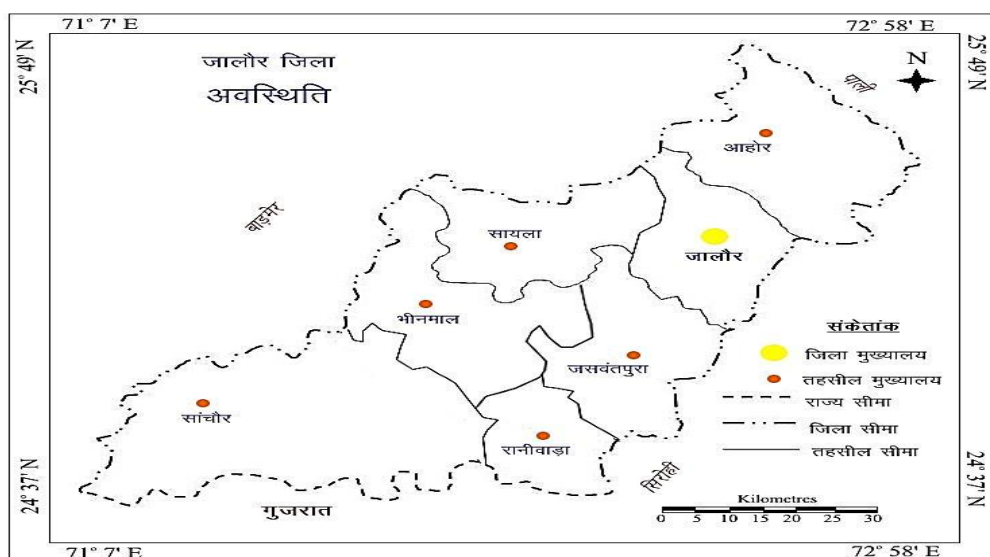 71° 7' E
72° 58' E
25° 49' N
25° 49' N
जालौर जिला
अवस्थिति
N
पाली
आहोर
बाड़मेर
सायला
जालौर
भीनमाल
जसवंतपुरा
सांचौर
रानीवाड़ा
सिरोही
गुजरात
संकेतांक
जिला मुख्यालय
तहसील मुख्यालय
राज्य सीमा
जिला सीमा
तहसील सीमा
24° 37' N
24° 37' N
Kilometres
0 5 10 15 20 25 30
71° 7' E
72° 58' E